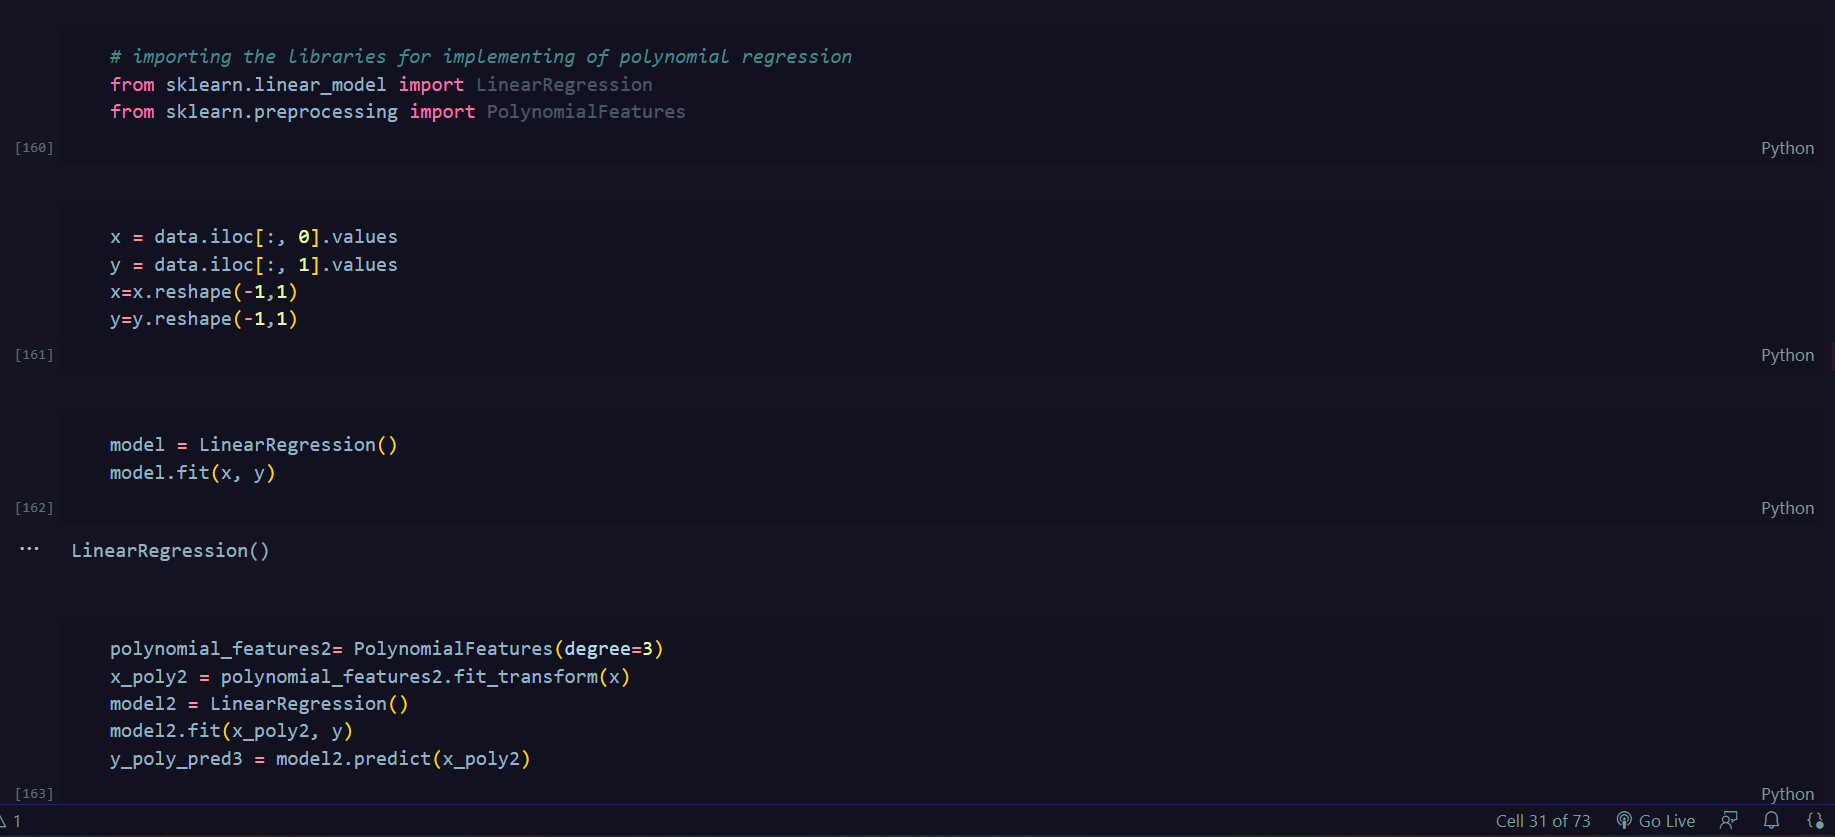 # importing the libraries for implementing of polynomial regression
from sklearn.linear_model import LinearRegression
from sklearn.preprocessing import PolynomialFeatures
[160]
Python
x = data.iloc[:, 0].values
y = data.iloc[:, 1].values
x=x.reshape(-1,1)
y=y.reshape(-1,1)
[161]
Python
model = LinearRegression()
model.fit(x, y)
[162]
Python
... LinearRegression()
polynomial_features2= PolynomialFeatures(degree=3)
x_poly2 = polynomial_features2.fit_transform(x)
model2 = LinearRegression()
model2.fit(x_poly2, y)
y_poly_pred3 = model2.predict(x_poly2)
[163]
Python
1 Cell 31 of 73 Go Live